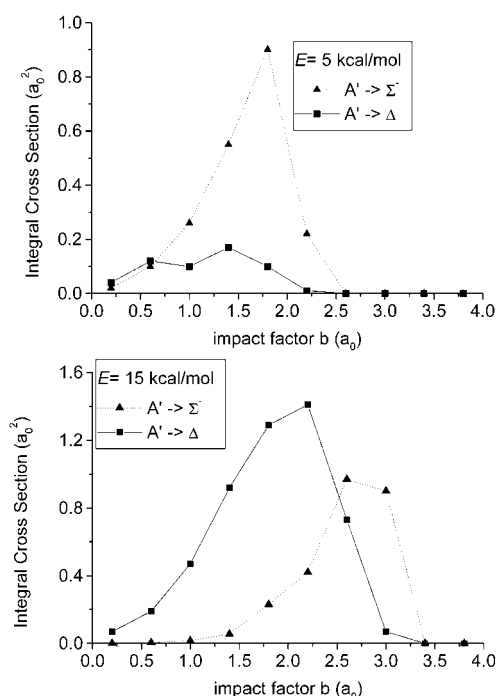 1.0
0.8
0.6
0.4
0.2
0.0
Integral Cross Section (a₀²)
E= 5 kcal/mol
A' -> Σ⁻
A' -> Δ
0.0 0.5 1.0 1.5 2.0 2.5 3.0 3.5 4.0
impact factor b (a₀)
1.6
1.2
0.8
0.4
0.0
Integral Cross Section (a₀²)
E= 15 kcal/mol
A' -> Σ⁻
A' -> Δ
0.0 0.5 1.0 1.5 2.0 2.5 3.0 3.5 4.0
impact factor b (a₀)